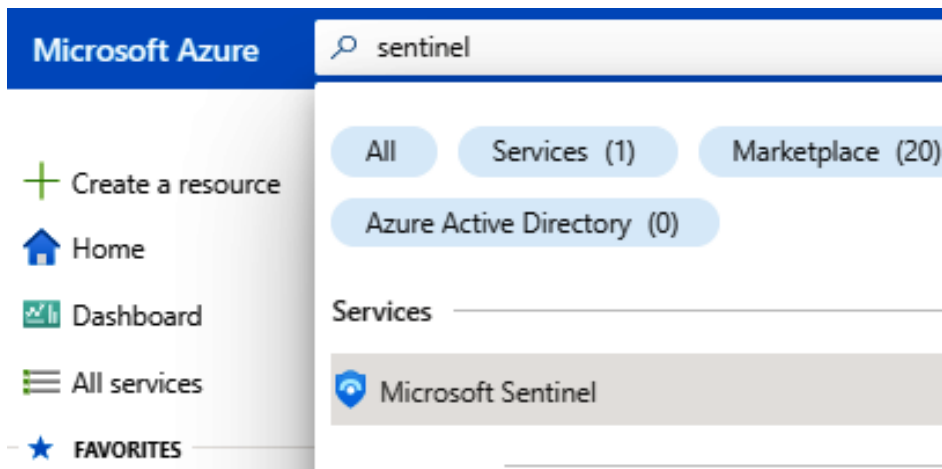 Microsoft Azure
sentinel
Create a resource
Home
Dashboard
All services
FAVORITES
All Services (1) Marketplace (20)
Azure Active Directory (0)
Services
Microsoft Sentinel